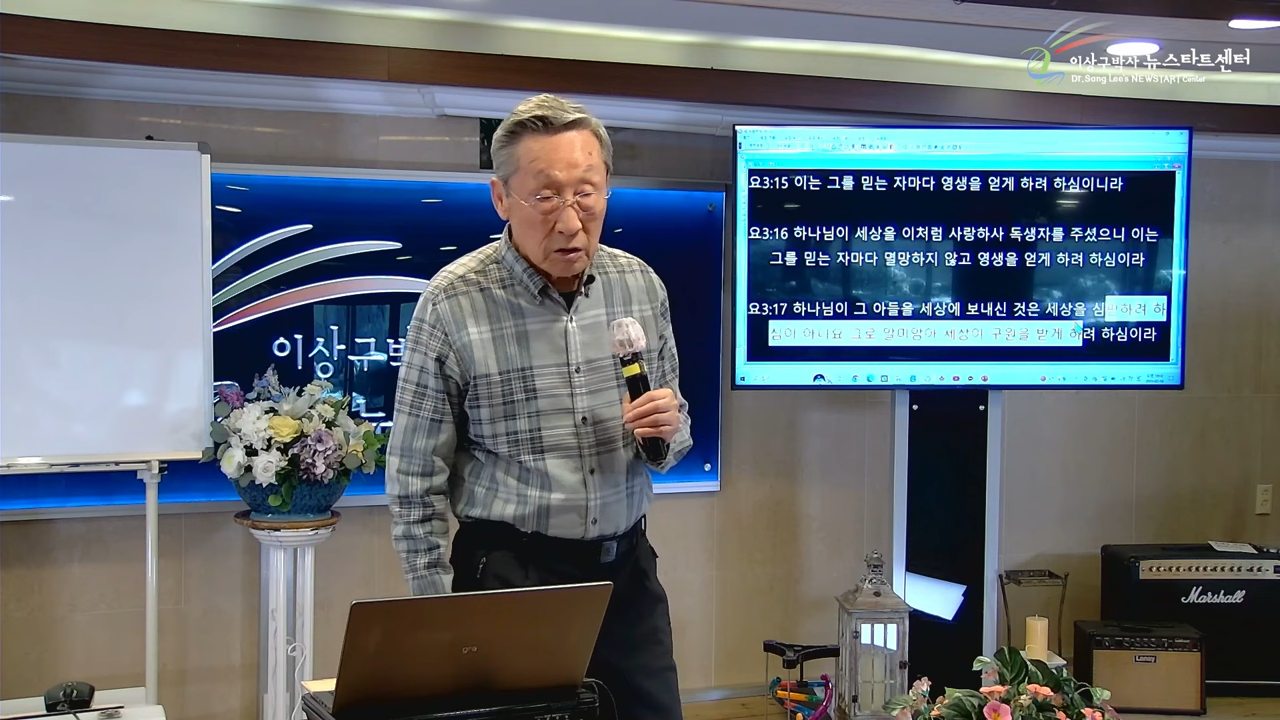 이상구박사 뉴스타트센터
Dr.Sang Lee's NEWSTART Center
요3:15 이는 그를 믿는 자마다 영생을 얻게 하려 하심이니라
요3:16 하나님이 세상을 이처럼 사랑하사 독생자를 주셨으니 이는
그를 믿는 자마다 멸망하지 않고 영생을 얻게 하려 하심이라
요3:17 하나님이 그 아들을 세상에 보내신 것은 세상을 심판하려 하
심이 아니요 그로 말미암아 세상이 구원을 받게 하려 하심이라
이상구박
gram
Marshall
Laney